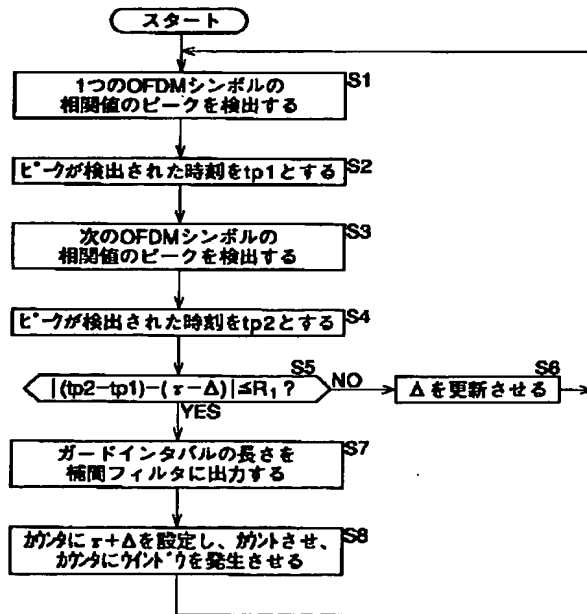 スタート
1つのOFDMシンボルの
相関値のピークを検出する
S1
ピークが検出された時刻をtp1とする
S2
次のOFDMシンボルの
相関値のピークを検出する
S3
ピークが検出された時刻をtp2とする
S4
|(tp2-tp1)-(τ-Δ)|≦R₁?
S5
NO
Δを更新させる
S6
YES
ガードインタバルの長さを
補間フィルタに出力する
S7
カウンタにτ+Δを設定し、カウントさせ、
カウンタにウインドウを発生させる
S8